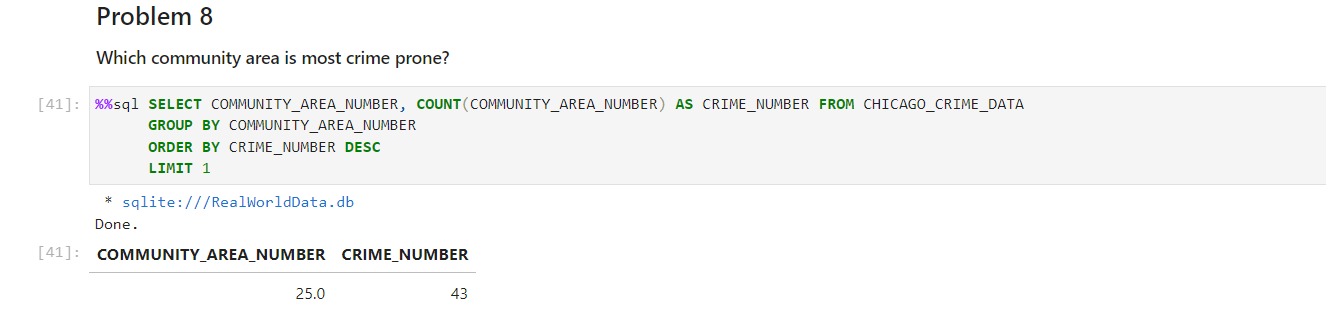 Problem 8
Which community area is most crime prone?
[41]: %%sql SELECT COMMUNITY_AREA_NUMBER, COUNT(COMMUNITY_AREA_NUMBER) AS CRIME_NUMBER FROM CHICAGO_CRIME_DATA
GROUP BY COMMUNITY_AREA_NUMBER
ORDER BY CRIME_NUMBER DESC
LIMIT 1
* sqlite:///RealWorldData.db
Done.
[41]: COMMUNITY_AREA_NUMBER CRIME_NUMBER
25.0 43